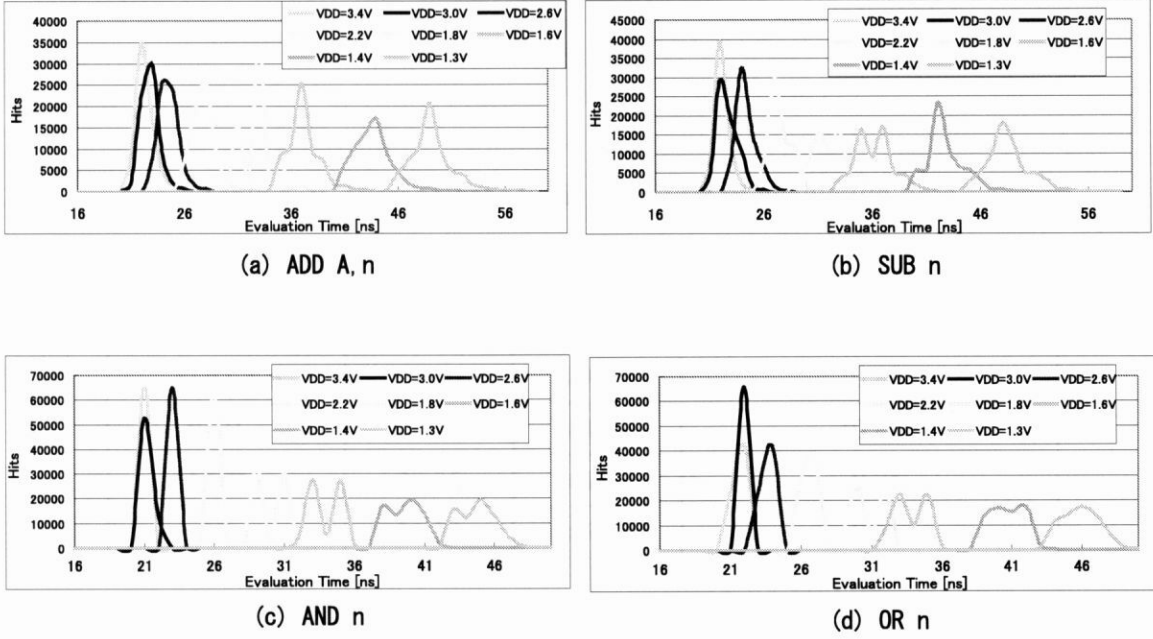 VDD=3.4V VDD=3.0V VDD=2.6V
VDD=2.2V VDD=1.8V VDD=1.6V
VDD=1.4V VDD=1.3V
Hits
40000
35000
30000
25000
20000
15000
10000
5000
0
16 26 36 46 56
Evaluation Time [ns]
(a) ADD A, n
VDD=3.4V VDD=3.0V VDD=2.6V
VDD=2.2V VDD=1.8V VDD=1.6V
VDD=1.4V VDD=1.3V
Hits
45000
40000
35000
30000
25000
20000
15000
10000
5000
0
16 26 36 46 56
Evaluation Time [ns]
(b) SUB n
VDD=3.4V VDD=3.0V VDD=2.6V
VDD=2.2V VDD=1.8V VDD=1.6V
VDD=1.4V VDD=1.3V
Hits
70000
60000
50000
40000
30000
20000
10000
0
16 21 26 31 36 41 46
Evaluation Time [ns]
(c) AND n
VDD=3.4V VDD=3.0V VDD=2.6V
VDD=2.2V VDD=1.8V VDD=1.6V
VDD=1.4V VDD=1.3V
Hits
70000
60000
50000
40000
30000
20000
10000
0
16 21 26 31 36 41 46
Evaluation Time [ns]
(d) OR n